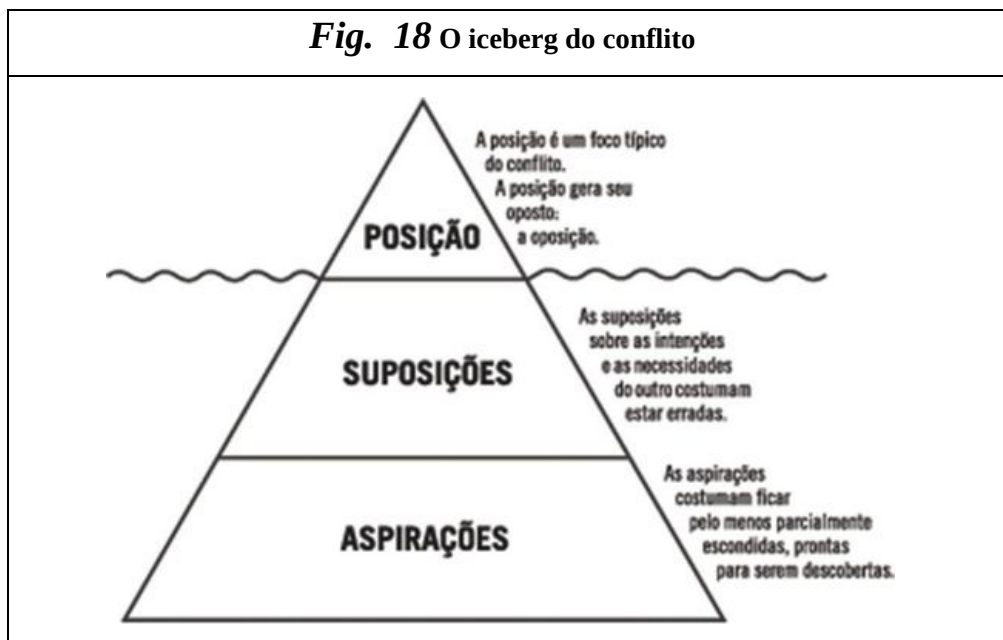 Fig. 18 O iceberg do conflito
A posição é um foco típico
do conflito.
A posição gera seu
oposto:
a oposição.
POSIÇÃO
As suposições
sobre as intenções
e as necessidades
do outro costumam
estar erradas.
SUPOSIÇÕES
As aspirações
costumam ficar
pelo menos parcialmente
escondidas, prontas
para serem descobertas.
ASPIRAÇÕES